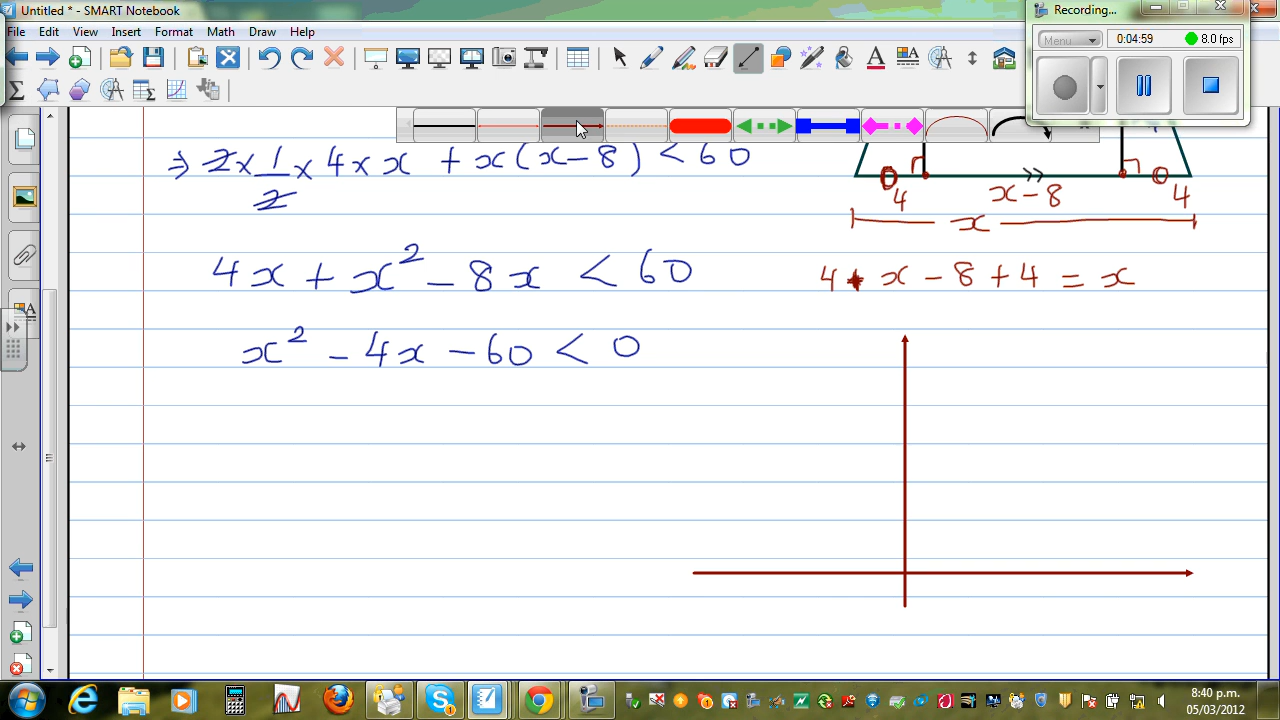 Untitled * - SMART Notebook
Recording...
File Edit View Insert Format Math Draw Help
Menu
0:04:59
8.0 fps
⇒ 2 × 1/2 × 4 × x + x(x − 8) < 60
4 x − 8 4
x
4x + x² − 8x < 60
4 + x − 8 + 4 = x
x² − 4x − 60 < 0
8:40 p.m.
05/03/2012